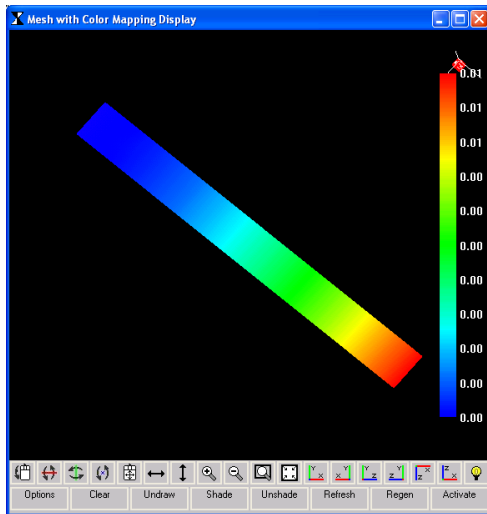 Mesh with Color Mapping Display
0.01
0.01
0.01
0.00
0.00
0.00
0.00
0.00
0.00
0.00
0.00
Y X
Y X
Y Z
Z Y
Z X
Z X
Options Clear Undraw Shade Unshade Refresh Regen Activate